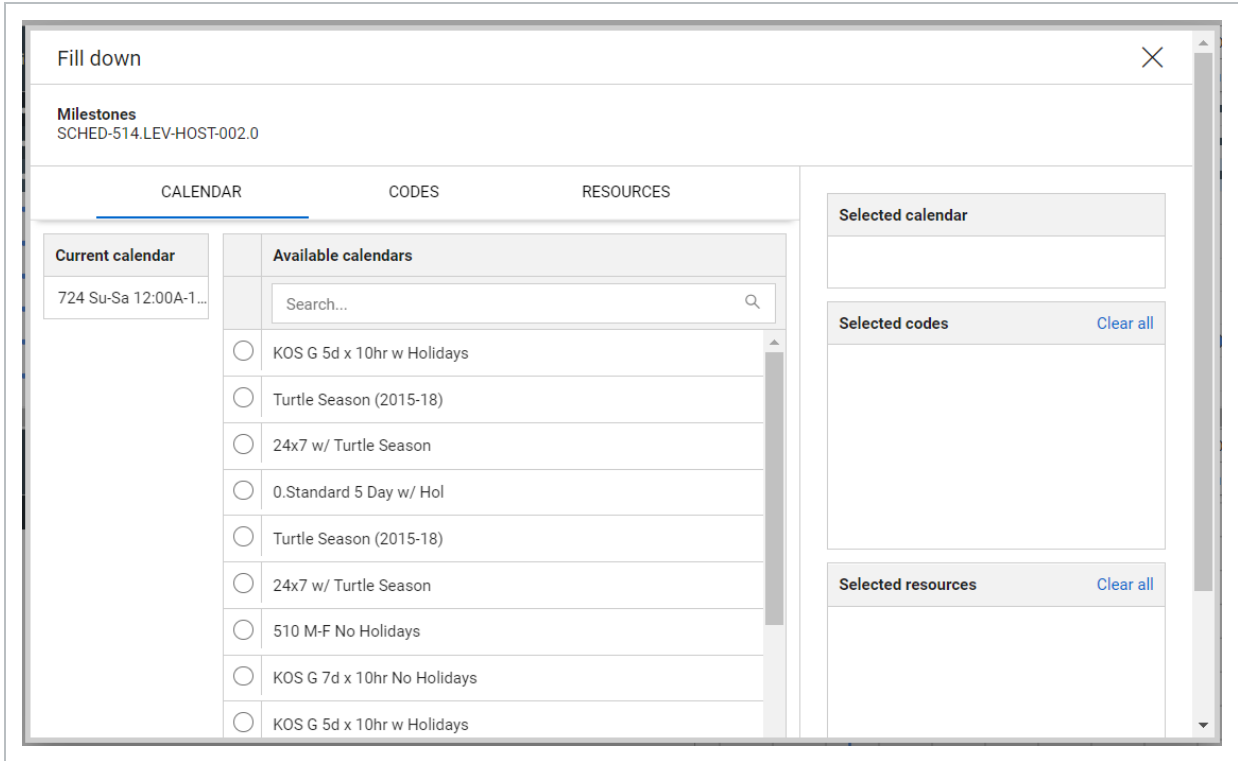 Fill down
Milestones
SCHED-514.LEV-HOST-002.0
CALENDAR
CODES
RESOURCES
Current calendar
724 Su-Sa 12:00A-1...
Available calendars
Search...
KOS G 5d x 10hr w Holidays
Turtle Season (2015-18)
24x7 w/ Turtle Season
0.Standard 5 Day w/ Hol
Turtle Season (2015-18)
24x7 w/ Turtle Season
510 M-F No Holidays
KOS G 7d x 10hr No Holidays
KOS G 5d x 10hr w Holidays
Selected calendar
Selected codes
Clear all
Selected resources
Clear all